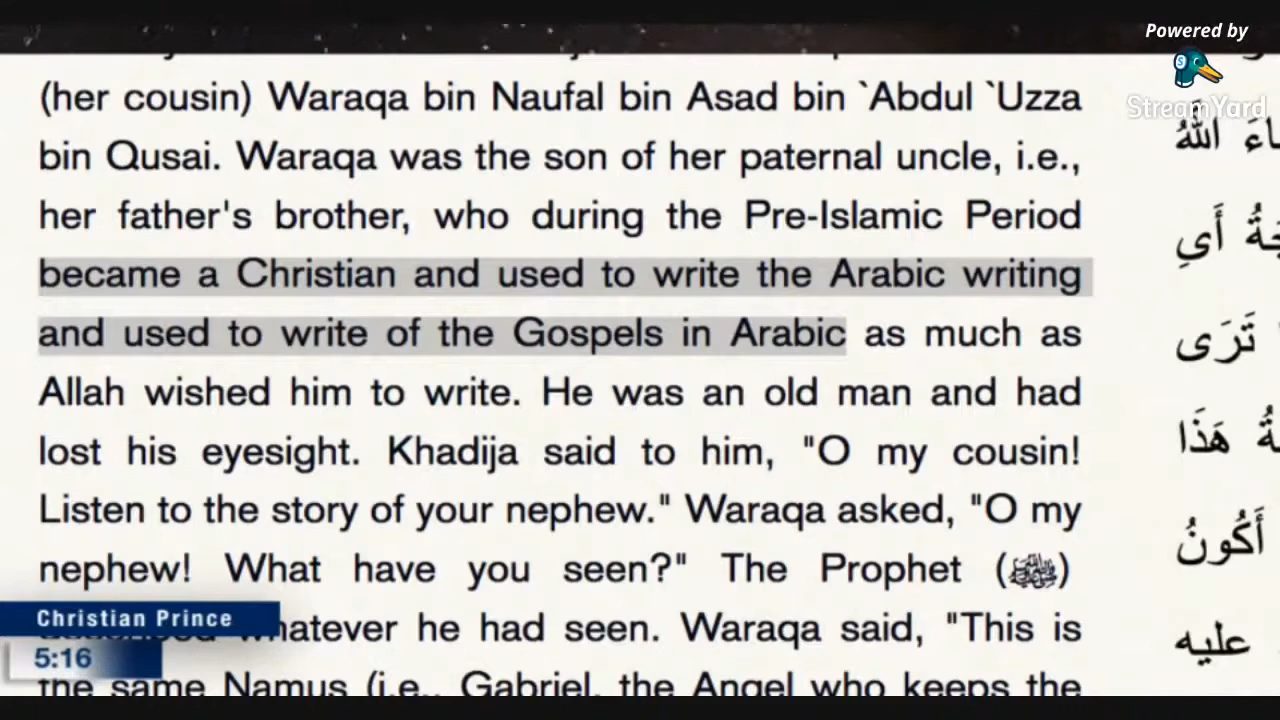 Powered by
StreamYard
(her cousin) Waraqa bin Naufal bin Asad bin `Abdul `Uzza
bin Qusai. Waraqa was the son of her paternal uncle, i.e.,
her father's brother, who during the Pre-Islamic Period
became a Christian and used to write the Arabic writing
and used to write of the Gospels in Arabic as much as
Allah wished him to write. He was an old man and had
lost his eyesight. Khadija said to him, "O my cousin!
Listen to the story of your nephew." Waraqa asked, "O my
nephew! What have you seen?" The Prophet (ﷺ)
whatever he had seen. Waraqa said, "This is
the same Namus (i.e., Gabriel, the Angel who keeps the
Christian Prince
5:16
اللَّهُ
أَيِ
تَرَى
هَذَا
أَكُونُ
عليه